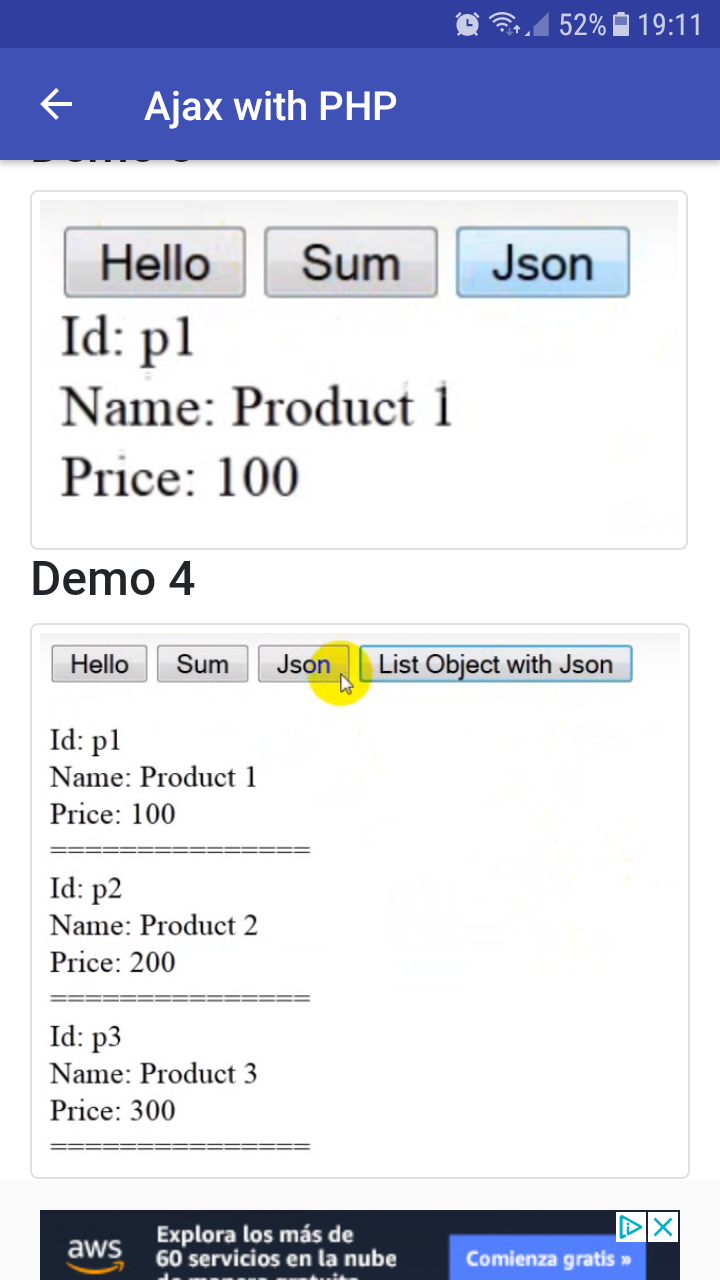 52% 19:11
Ajax with PHP
Hello Sum Json
Id: p1
Name: Product 1
Price: 100
Demo 4
Hello Sum Json List Object with Json
Id: p1
Name: Product 1
Price: 100
===============
Id: p2
Name: Product 2
Price: 200
===============
Id: p3
Name: Product 3
Price: 300
===============
aws
Explora los más de
60 servicios en la nube
Comienza gratis »